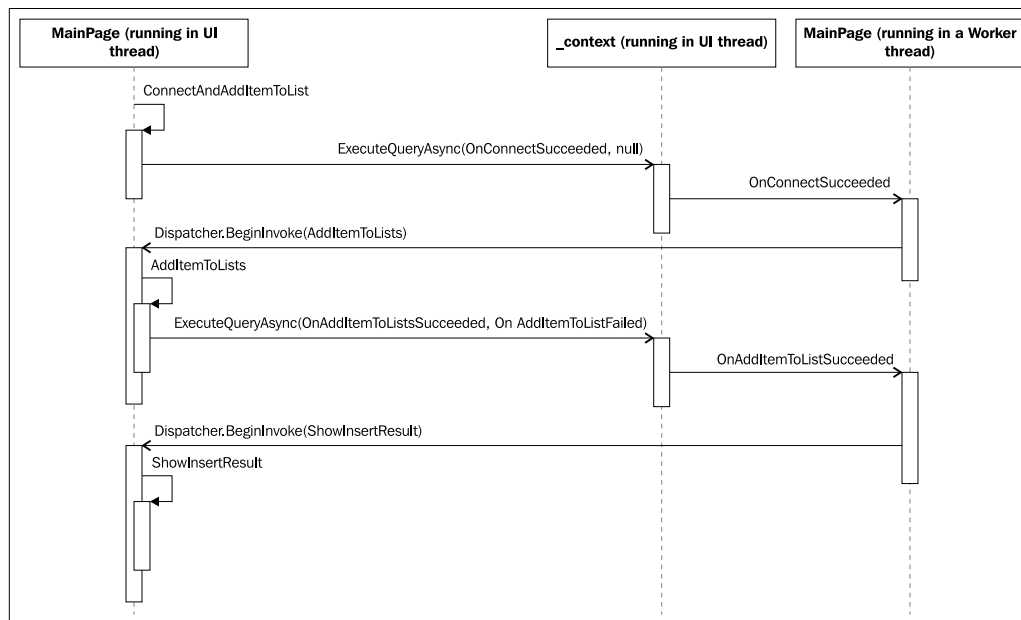 MainPage (running in UI
thread)
_context (running in UI thread)
MainPage (running in a Worker
thread)
ConnectAndAddItemToList
ExecuteQueryAsync(OnConnectSucceeded, null)
OnConnectSucceeded
Dispatcher.BeginInvoke(AddItemToLists)
AddItemToLists
ExecuteQueryAsync(OnAddItemToListsSucceeded, On AddItemToListFailed)
OnAddItemToListSucceeded
Dispatcher.BeginInvoke(ShowInsertResult)
ShowInsertResult